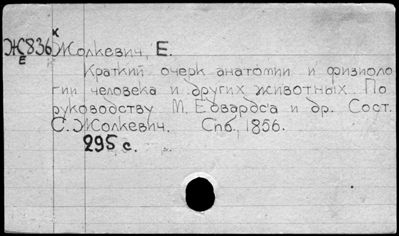 К
Ж836 Жолкевич, Е.
Е
Краткий очерк анатомии и физиоло
гии человека и других животных. По
руководству М. Едвардса и др. Сост.
С. Жолкевич. Спб, 1856.
295 с.